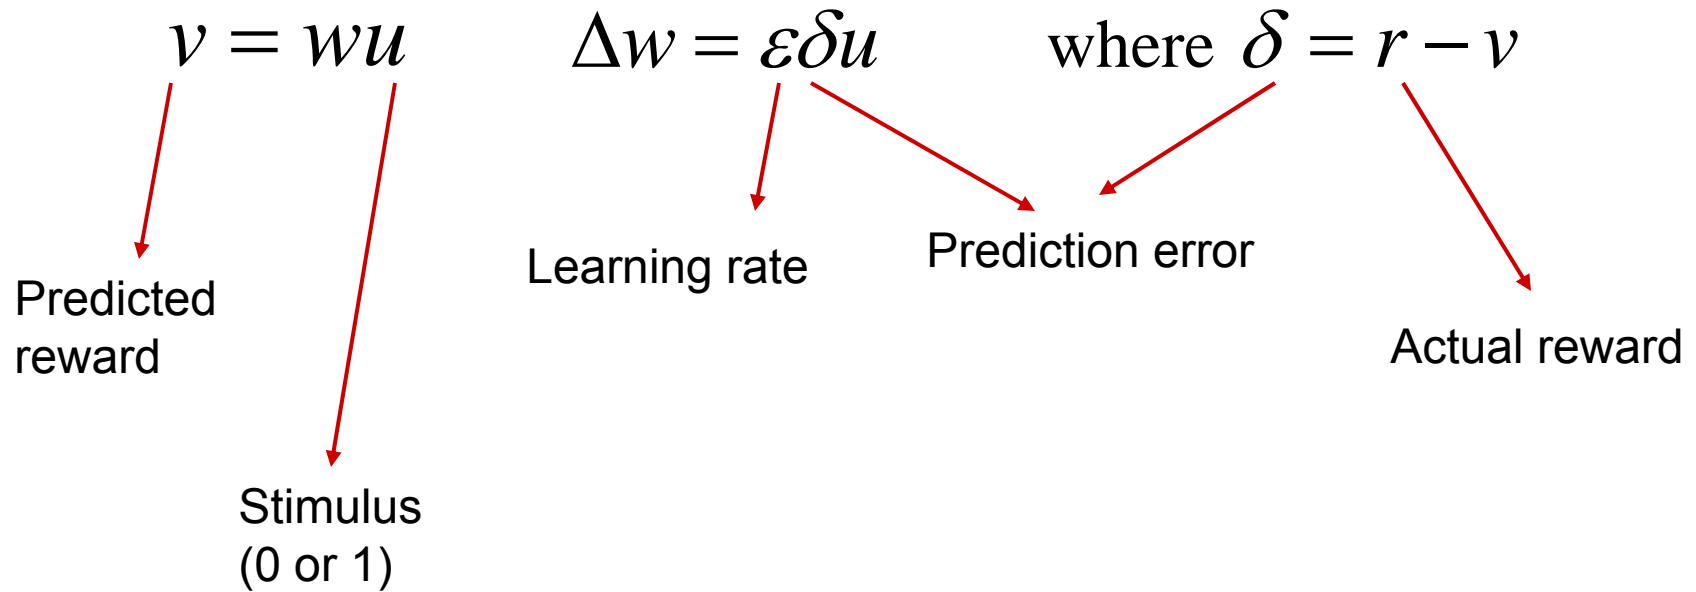 v = wu Δw = εδu where δ = r − v
Learning rate
Prediction error
Predicted
reward
Actual reward
Stimulus
(0 or 1)